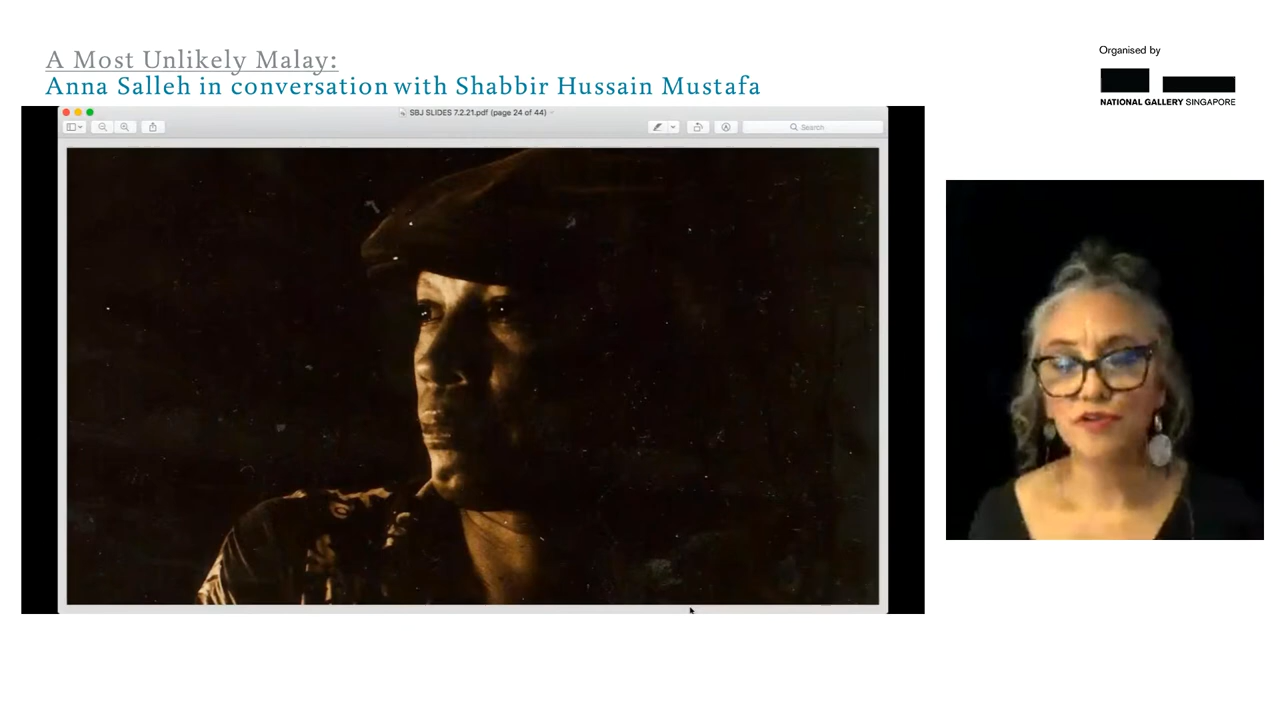 A Most Unlikely Malay:
Anna Salleh in conversation with Shabbir Hussain Mustafa
Organised by
NATIONAL GALLERY SINGAPORE
SBJ SLIDES 7.2.21.pdf (page 24 of 44)
Search